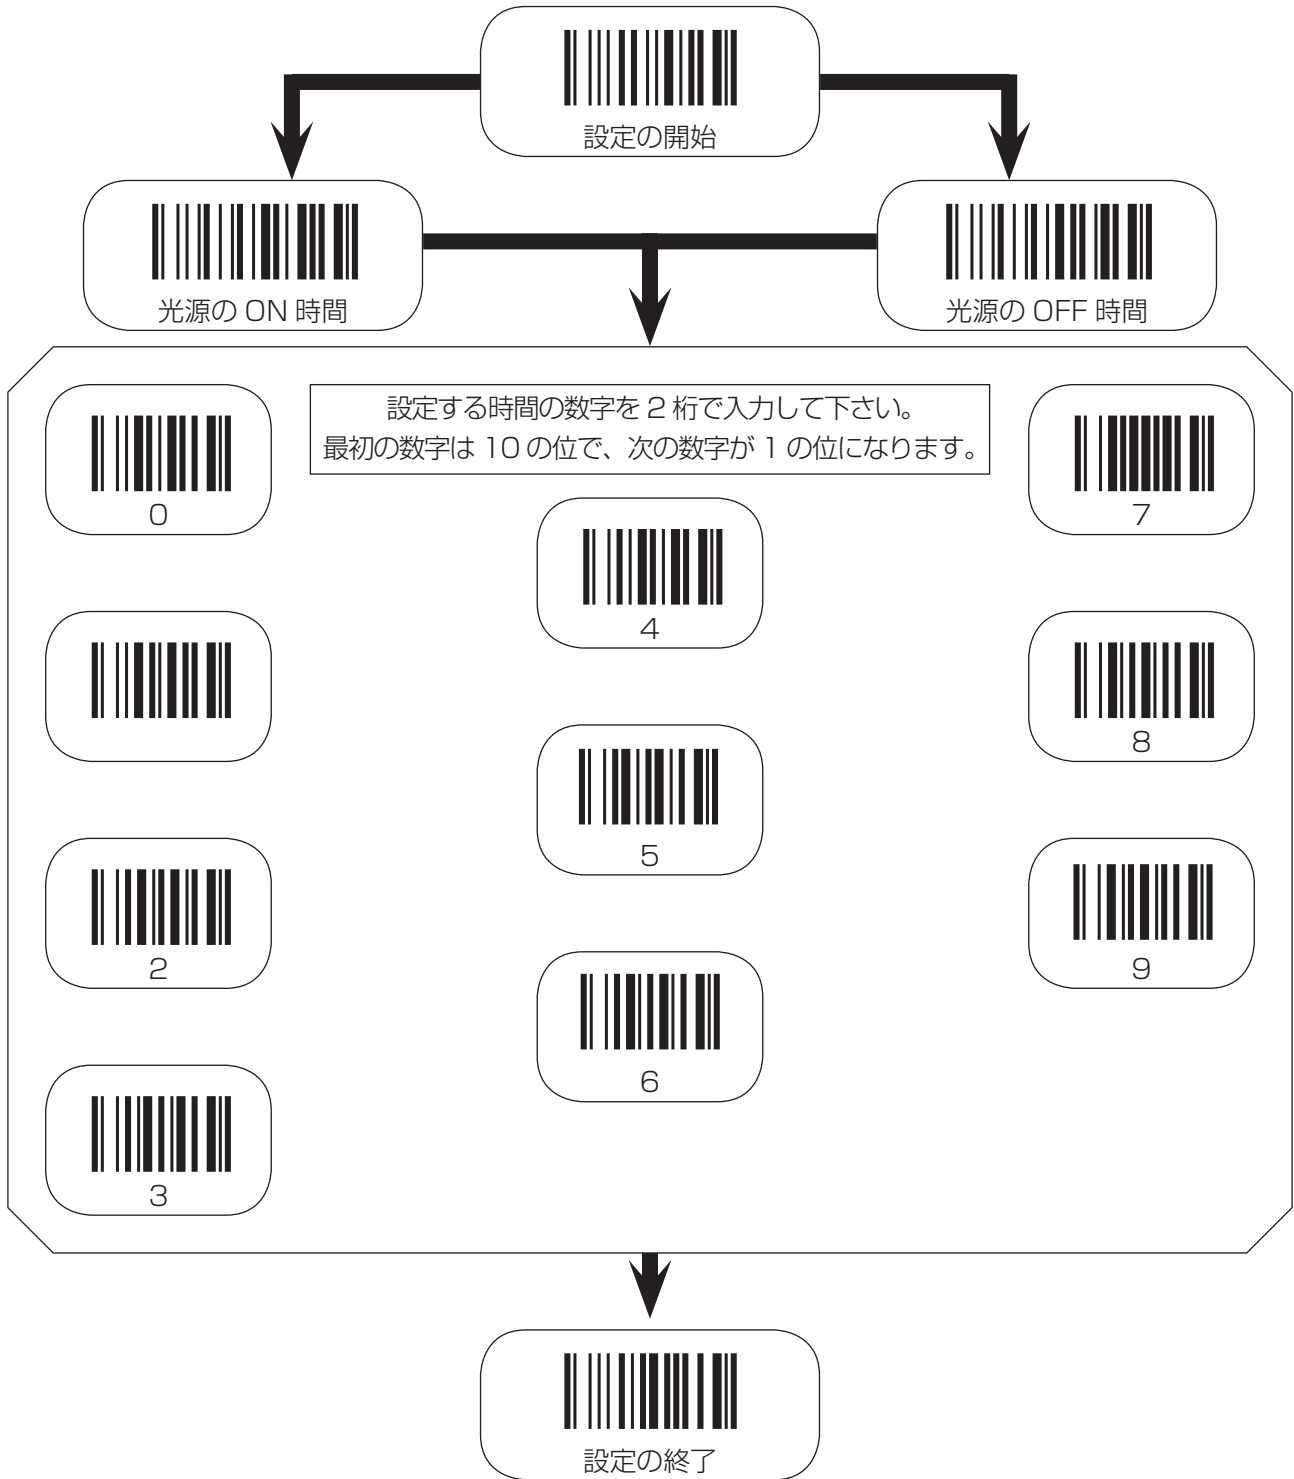 設定の開始
光源の ON 時間
光源の OFF 時間
設定する時間の数字を 2 桁で入力して下さい。
最初の数字は 10 の位で、次の数字が 1 の位になります。
0
7
4
8
5
2
9
6
3
設定の終了